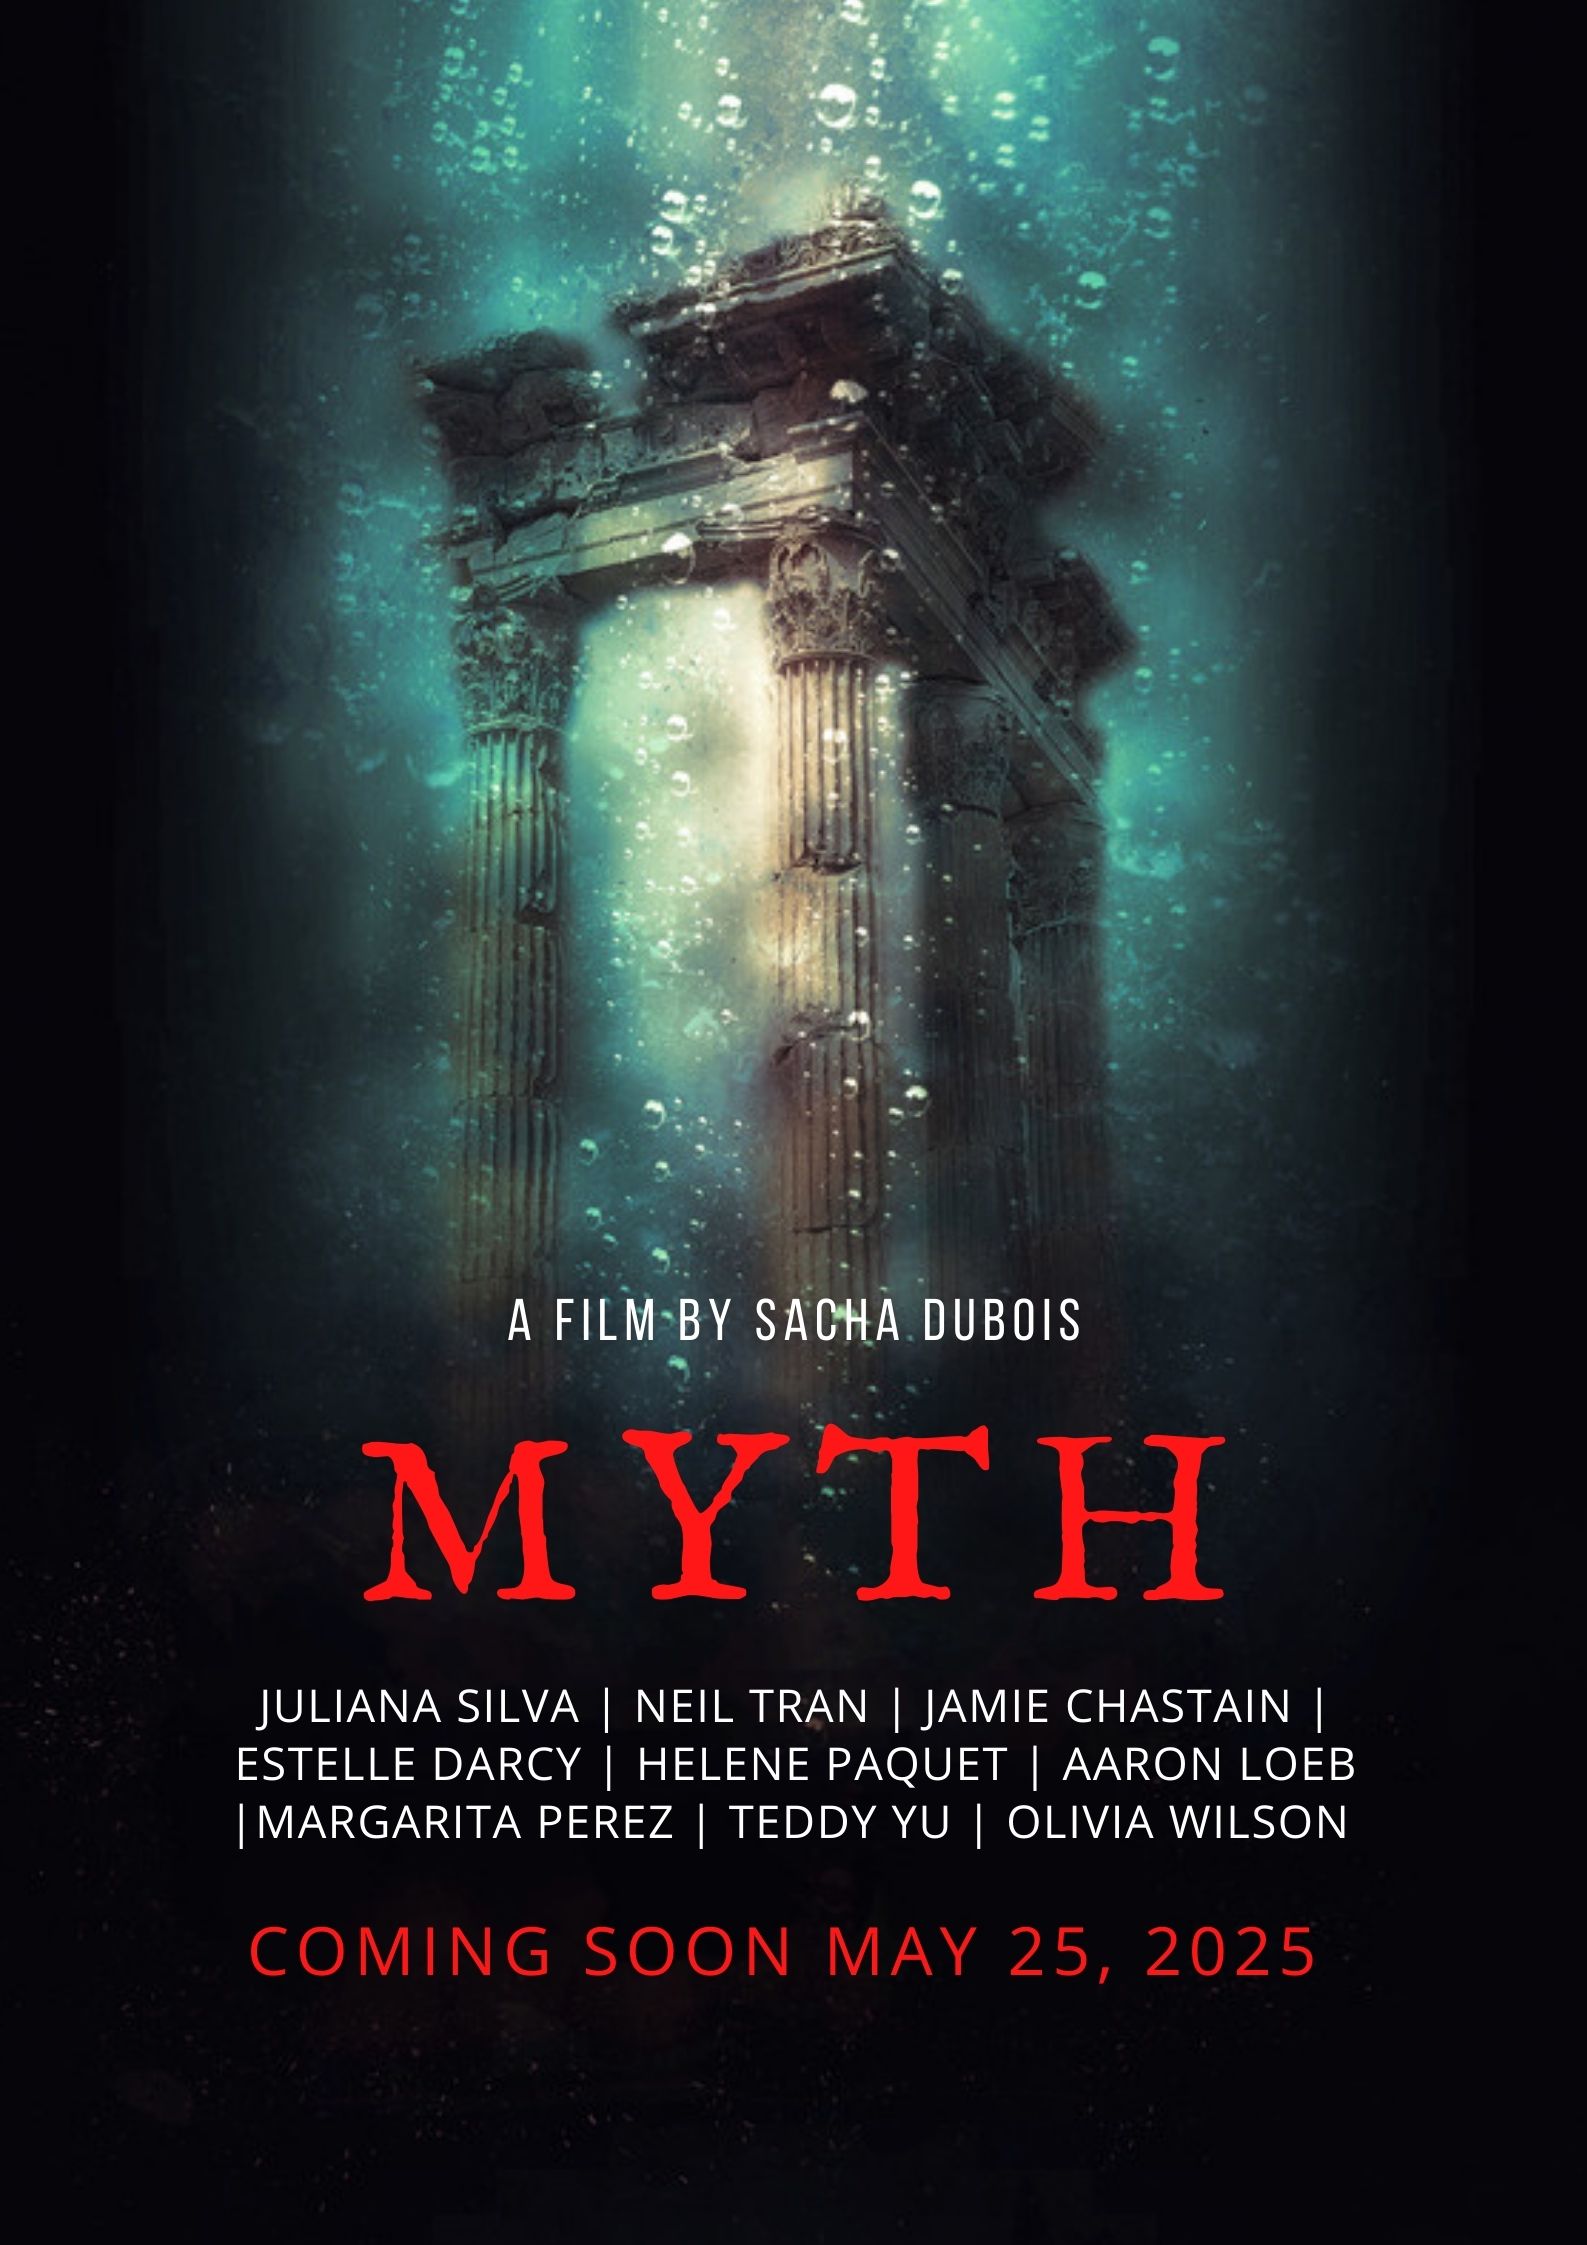 A FILM BY SACHA DUBOIS
MYTH
JULIANA SILVA | NEIL TRAN | JAMIE CHASTAIN |
ESTELLE DARCY | HELENE PAQUET | AARON LOEB
|MARGARITA PEREZ | TEDDY YU | OLIVIA WILSON
COMING SOON MAY 25, 2025